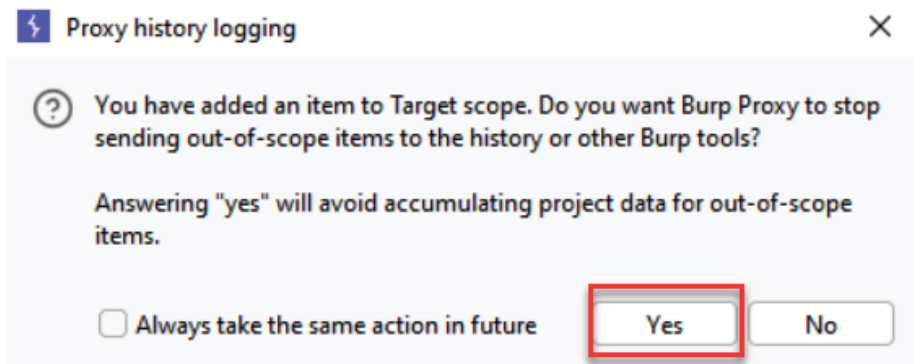 Proxy history logging
You have added an item to Target scope. Do you want Burp Proxy to stop
sending out-of-scope items to the history or other Burp tools?
Answering "yes" will avoid accumulating project data for out-of-scope
items.
Always take the same action in future Yes No